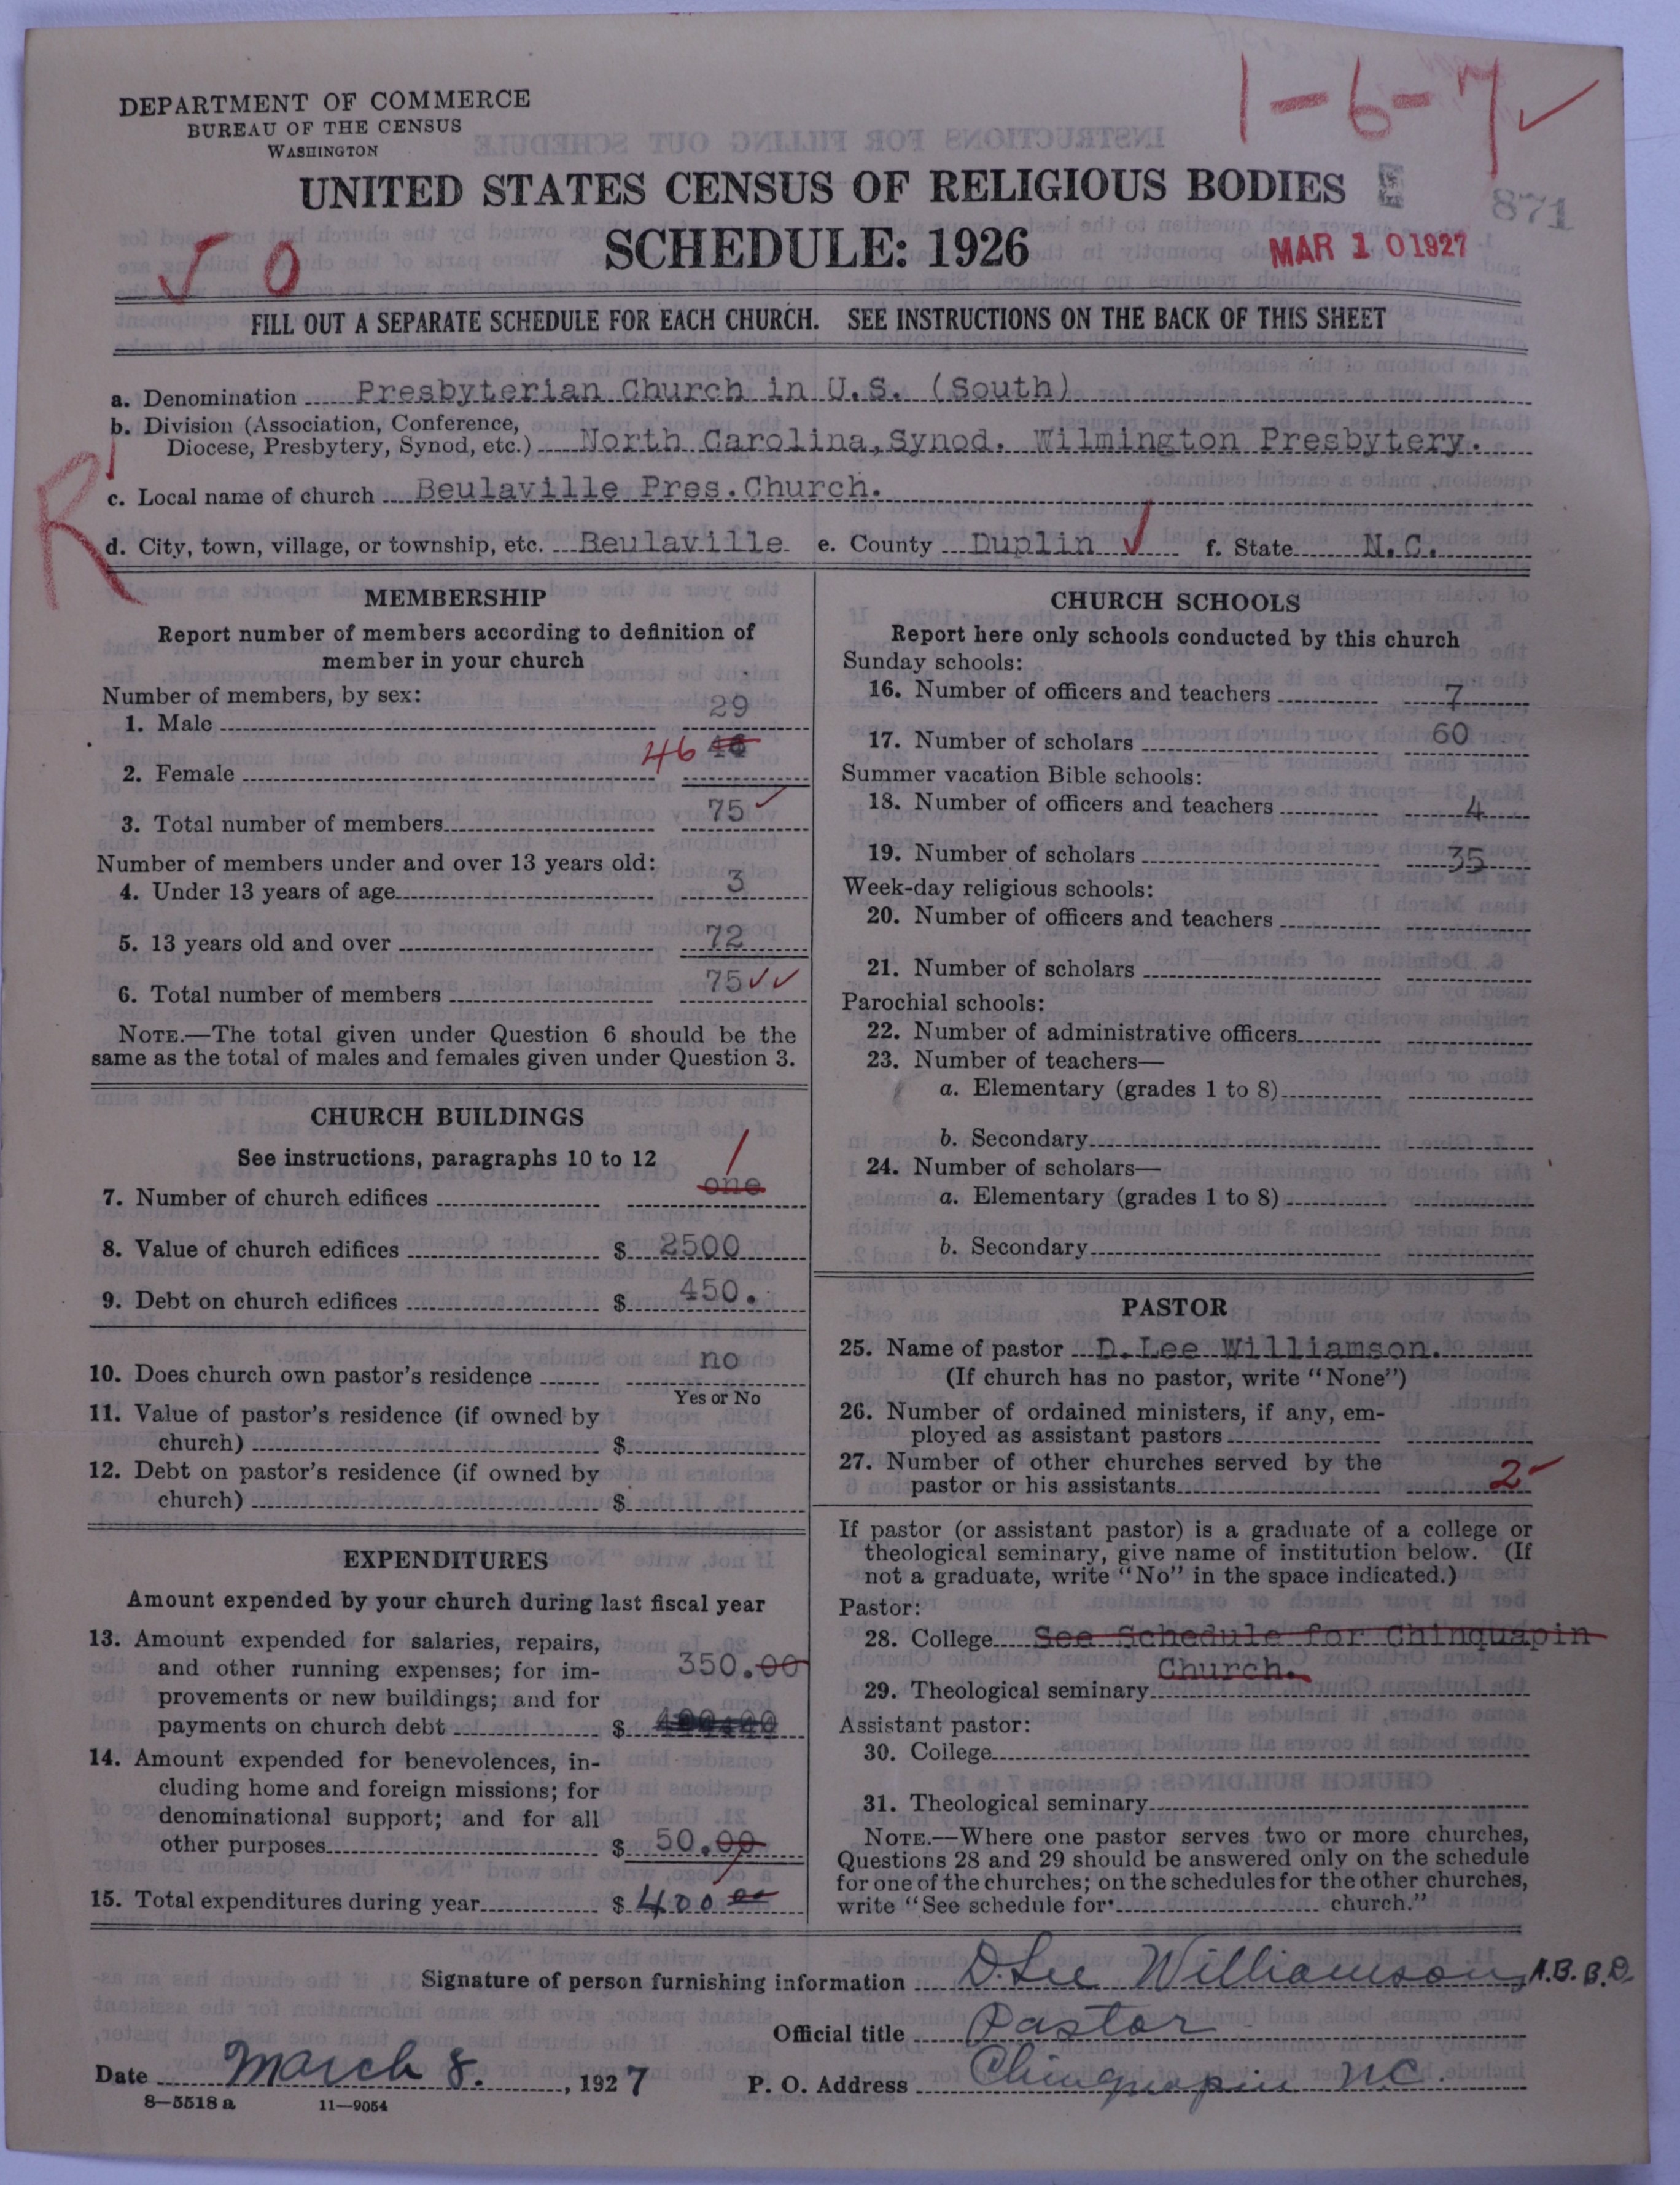 1-6-7 ✓
DEPARTMENT OF COMMERCE
BUREAU OF THE CENSUS
WASHINGTON
UNITED STATES CENSUS OF RELIGIOUS BODIES
871
SCHEDULE: 1926
MAR 10 1927
✓ 0
FILL OUT A SEPARATE SCHEDULE FOR EACH CHURCH. SEE INSTRUCTIONS ON THE BACK OF THIS SHEET
a. Denomination Presbyterian Church in U.S. (South)
b. Division (Association, Conference,
Diocese, Presbytery, Synod, etc.) North Carolina, Synod. Wilmington Presbytery.
R
c. Local name of church Beulaville Pres. Church.
d. City, town, village, or township, etc. Beulaville e. County Duplin ✓ f. State N.C.
MEMBERSHIP
Report number of members according to definition of
member in your church
Number of members, by sex:
1. Male 29
2. Female 46
3. Total number of members 75 ✓
Number of members under and over 13 years old:
4. Under 13 years of age 3
5. 13 years old and over 72
6. Total number of members 75 ✓✓
NOTE.—The total given under Question 6 should be the
same as the total of males and females given under Question 3.
CHURCH BUILDINGS
See instructions, paragraphs 10 to 12
7. Number of church edifices one 1
8. Value of church edifices $ 2500
9. Debt on church edifices $ 450.
10. Does church own pastor's residence no
Yes or No
11. Value of pastor's residence (if owned by
church) $
12. Debt on pastor's residence (if owned by
church) $
EXPENDITURES
Amount expended by your church during last fiscal year
13. Amount expended for salaries, repairs,
and other running expenses; for im-
provements or new buildings; and for
payments on church debt $ 350.00
14. Amount expended for benevolences, in-
cluding home and foreign missions; for
denominational support; and for all
other purposes $ 50.00
15. Total expenditures during year $ 400 00
CHURCH SCHOOLS
Report here only schools conducted by this church
Sunday schools:
16. Number of officers and teachers 7
17. Number of scholars 60
Summer vacation Bible schools:
18. Number of officers and teachers 4
19. Number of scholars 35
Week-day religious schools:
20. Number of officers and teachers
21. Number of scholars
Parochial schools:
22. Number of administrative officers
23. Number of teachers—
a. Elementary (grades 1 to 8)
b. Secondary
24. Number of scholars—
a. Elementary (grades 1 to 8)
b. Secondary
PASTOR
25. Name of pastor D. Lee Williamson.
(If church has no pastor, write "None")
26. Number of ordained ministers, if any, em-
ployed as assistant pastors
27. Number of other churches served by the
pastor or his assistants 2 ✓
If pastor (or assistant pastor) is a graduate of a college or
theological seminary, give name of institution below. (If
not a graduate, write "No" in the space indicated.)
Pastor:
28. College See Schedule for Chinquapin
Church.
29. Theological seminary
Assistant pastor:
30. College
31. Theological seminary
NOTE.—Where one pastor serves two or more churches,
Questions 28 and 29 should be answered only on the schedule
for one of the churches; on the schedules for the other churches,
write "See schedule for church."
Signature of person furnishing information D. Lee Williamson, A.B. B.D.
Official title Pastor
Date March 8. , 1927 P. O. Address Chinquapin N.C.
8—5518 a 11—9054